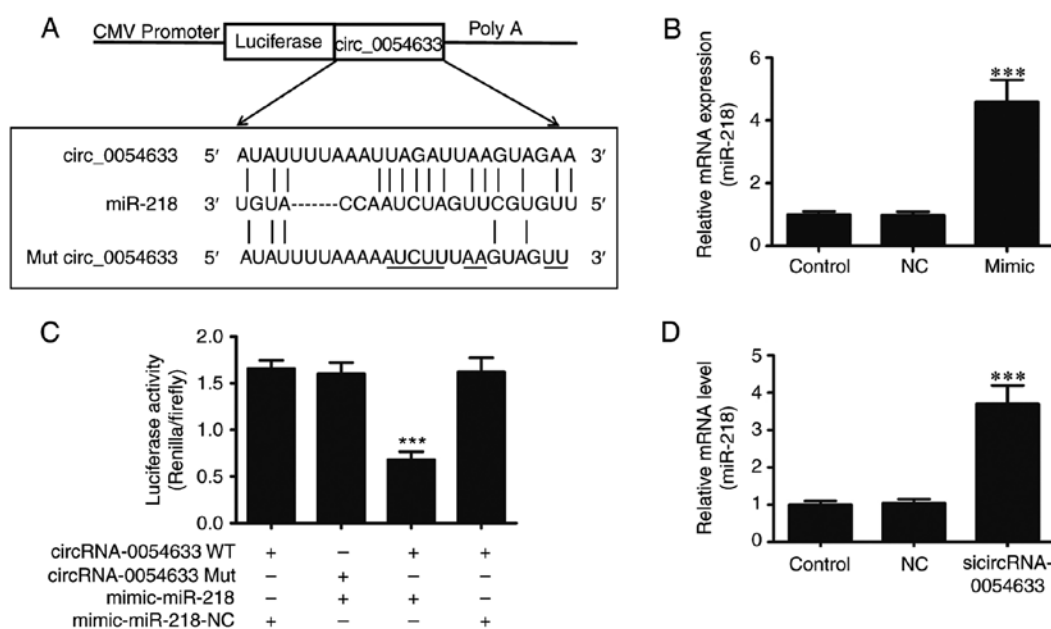 A
CMV Promoter
Luciferase
circ_0054633
Poly A
circ_0054633 5′ AUAUUUUAAAUUAGAUUAAGUAGAA 3′
miR-218 3′ UGUA-------CCAAUCUAGUUCGUGUU 5′
Mut circ_0054633 5′ AUAUUUUAAAAAUCUUUAAGUAGUU 3′
B
Relative mRNA expression
(miR-218)
6
4
2
0
***
Control NC Mimic
C
Luciferase activity
(Renilla/firefly)
2.0
1.5
1.0
0.5
0.0
***
circRNA-0054633 WT + – + +
circRNA-0054633 Mut – + – –
mimic-miR-218 – + + –
mimic-miR-218-NC + – – +
D
Relative mRNA level
(miR-218)
5
4
3
2
1
0
***
Control NC sicircRNA-
0054633